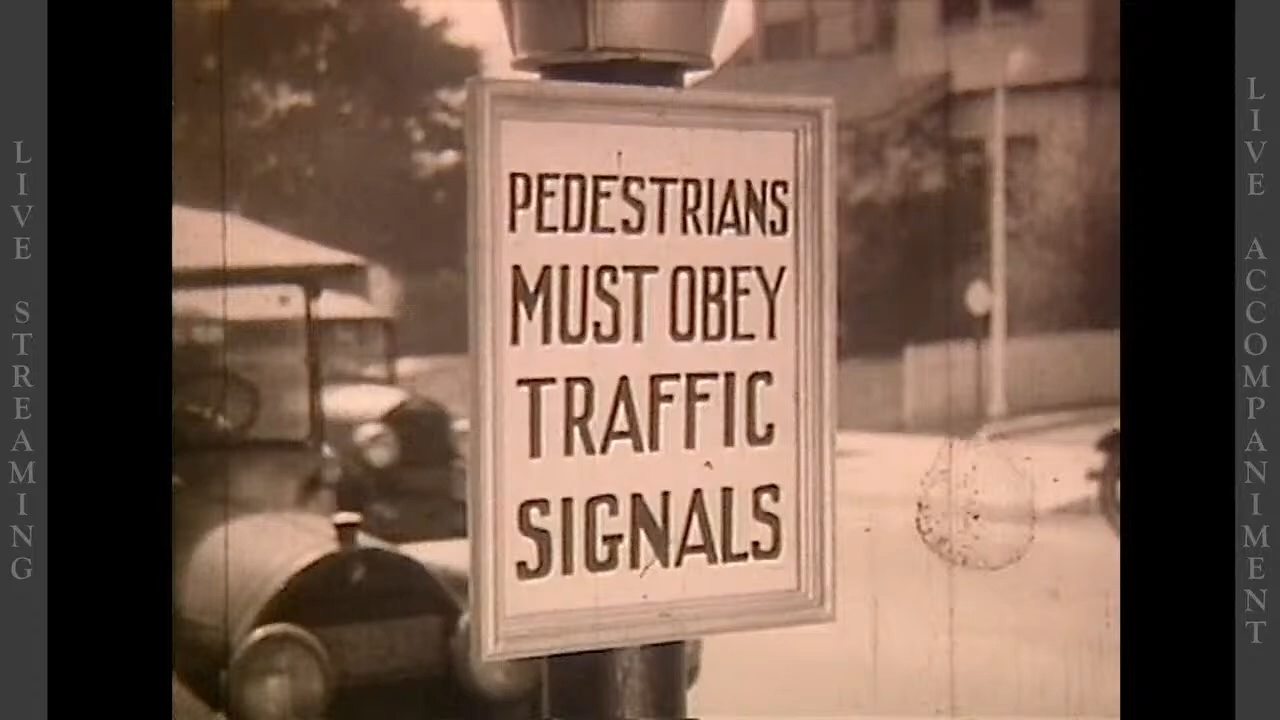 LIVE STREAMING
PEDESTRIANS
MUST OBEY
TRAFFIC
SIGNALS
LIVE ACCOMPANIMENT